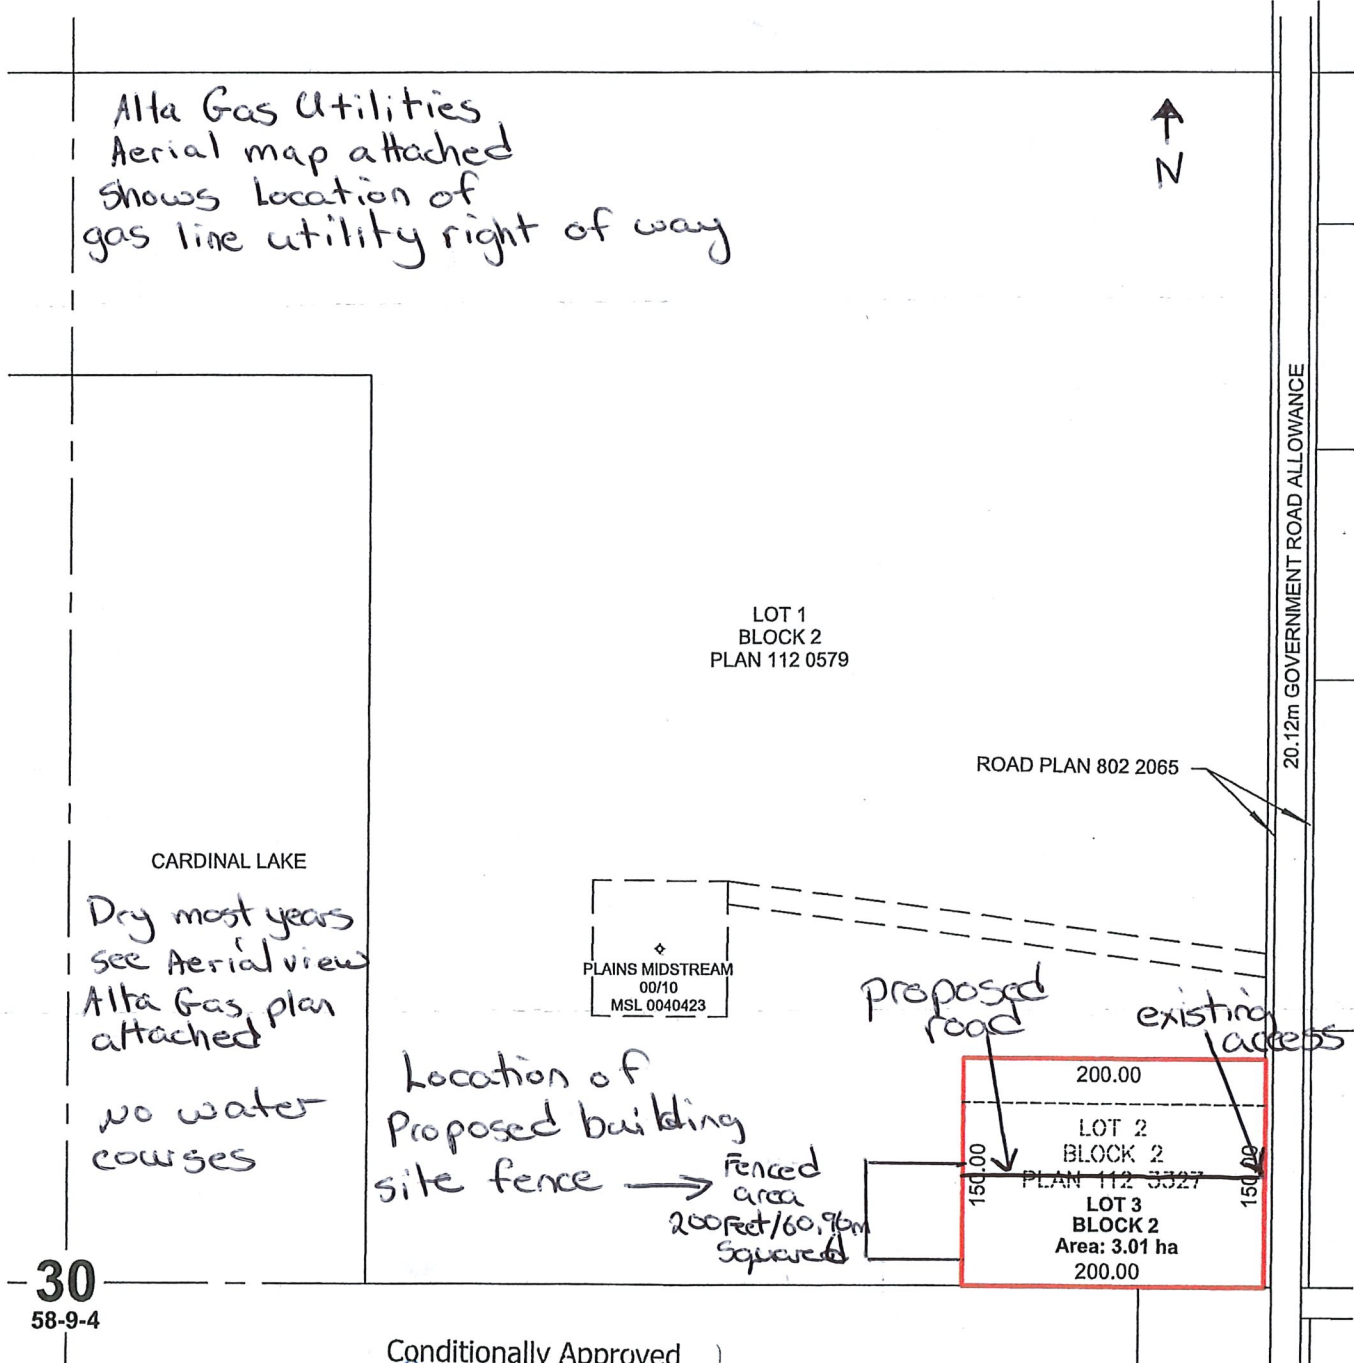 Alta Gas Utilities
Aerial map attached
shows Location of
gas line utility right of way
N
20.12m GOVERNMENT ROAD ALLOWANCE
LOT 1
BLOCK 2
PLAN 112 0579
ROAD PLAN 802 2065
CARDINAL LAKE
Dry most years
see Aerial view
Alta Gas plan
attached
No water
courses
PLAINS MIDSTREAM
00/10
MSL 0040423
proposed
road
existing
access
Location of
Proposed building
site fence
Fenced
area
200feet/60.96m
Squared
200.00
LOT 2
BLOCK 2
PLAN 112 3327
150.00
150.00
LOT 3
BLOCK 2
Area: 3.01 ha
200.00
30
58-9-4
Conditionally Approved )